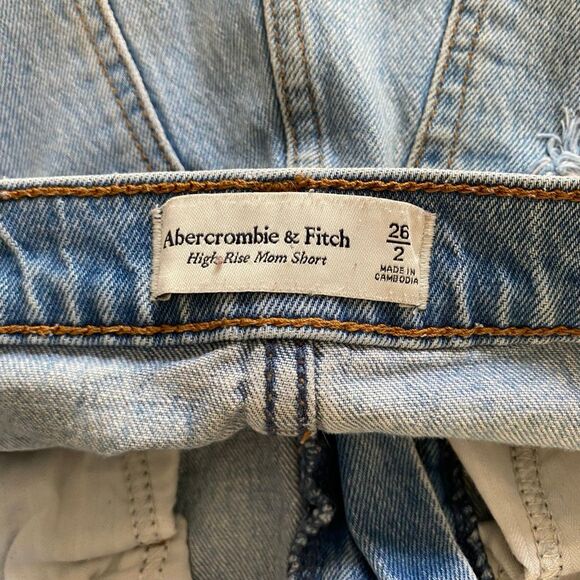 Abercrombie & Fitch
High Rise Mom Short
26
2
MADE IN
CAMBODIA